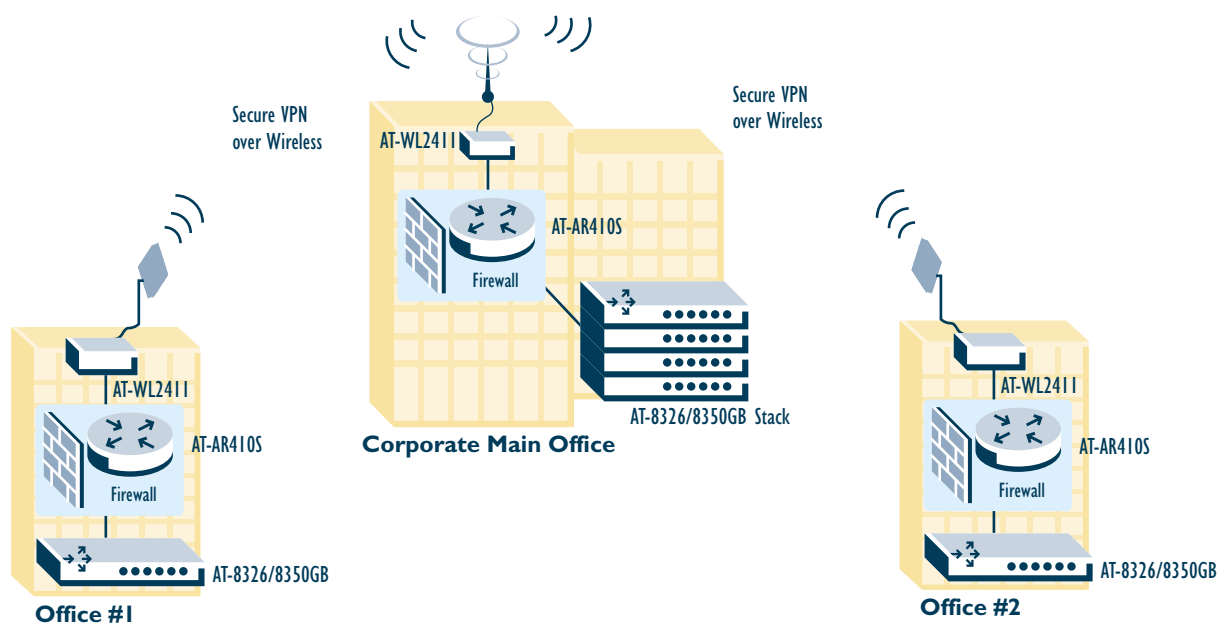 Secure VPN
over Wireless
Secure VPN
over Wireless
AT-WL2411
AT-AR410S
Firewall
AT-8326/8350GB Stack
Corporate Main Office
AT-WL2411
AT-AR410S
Firewall
AT-8326/8350GB
Office #1
AT-WL2411
AT-AR410S
Firewall
AT-8326/8350GB
Office #2